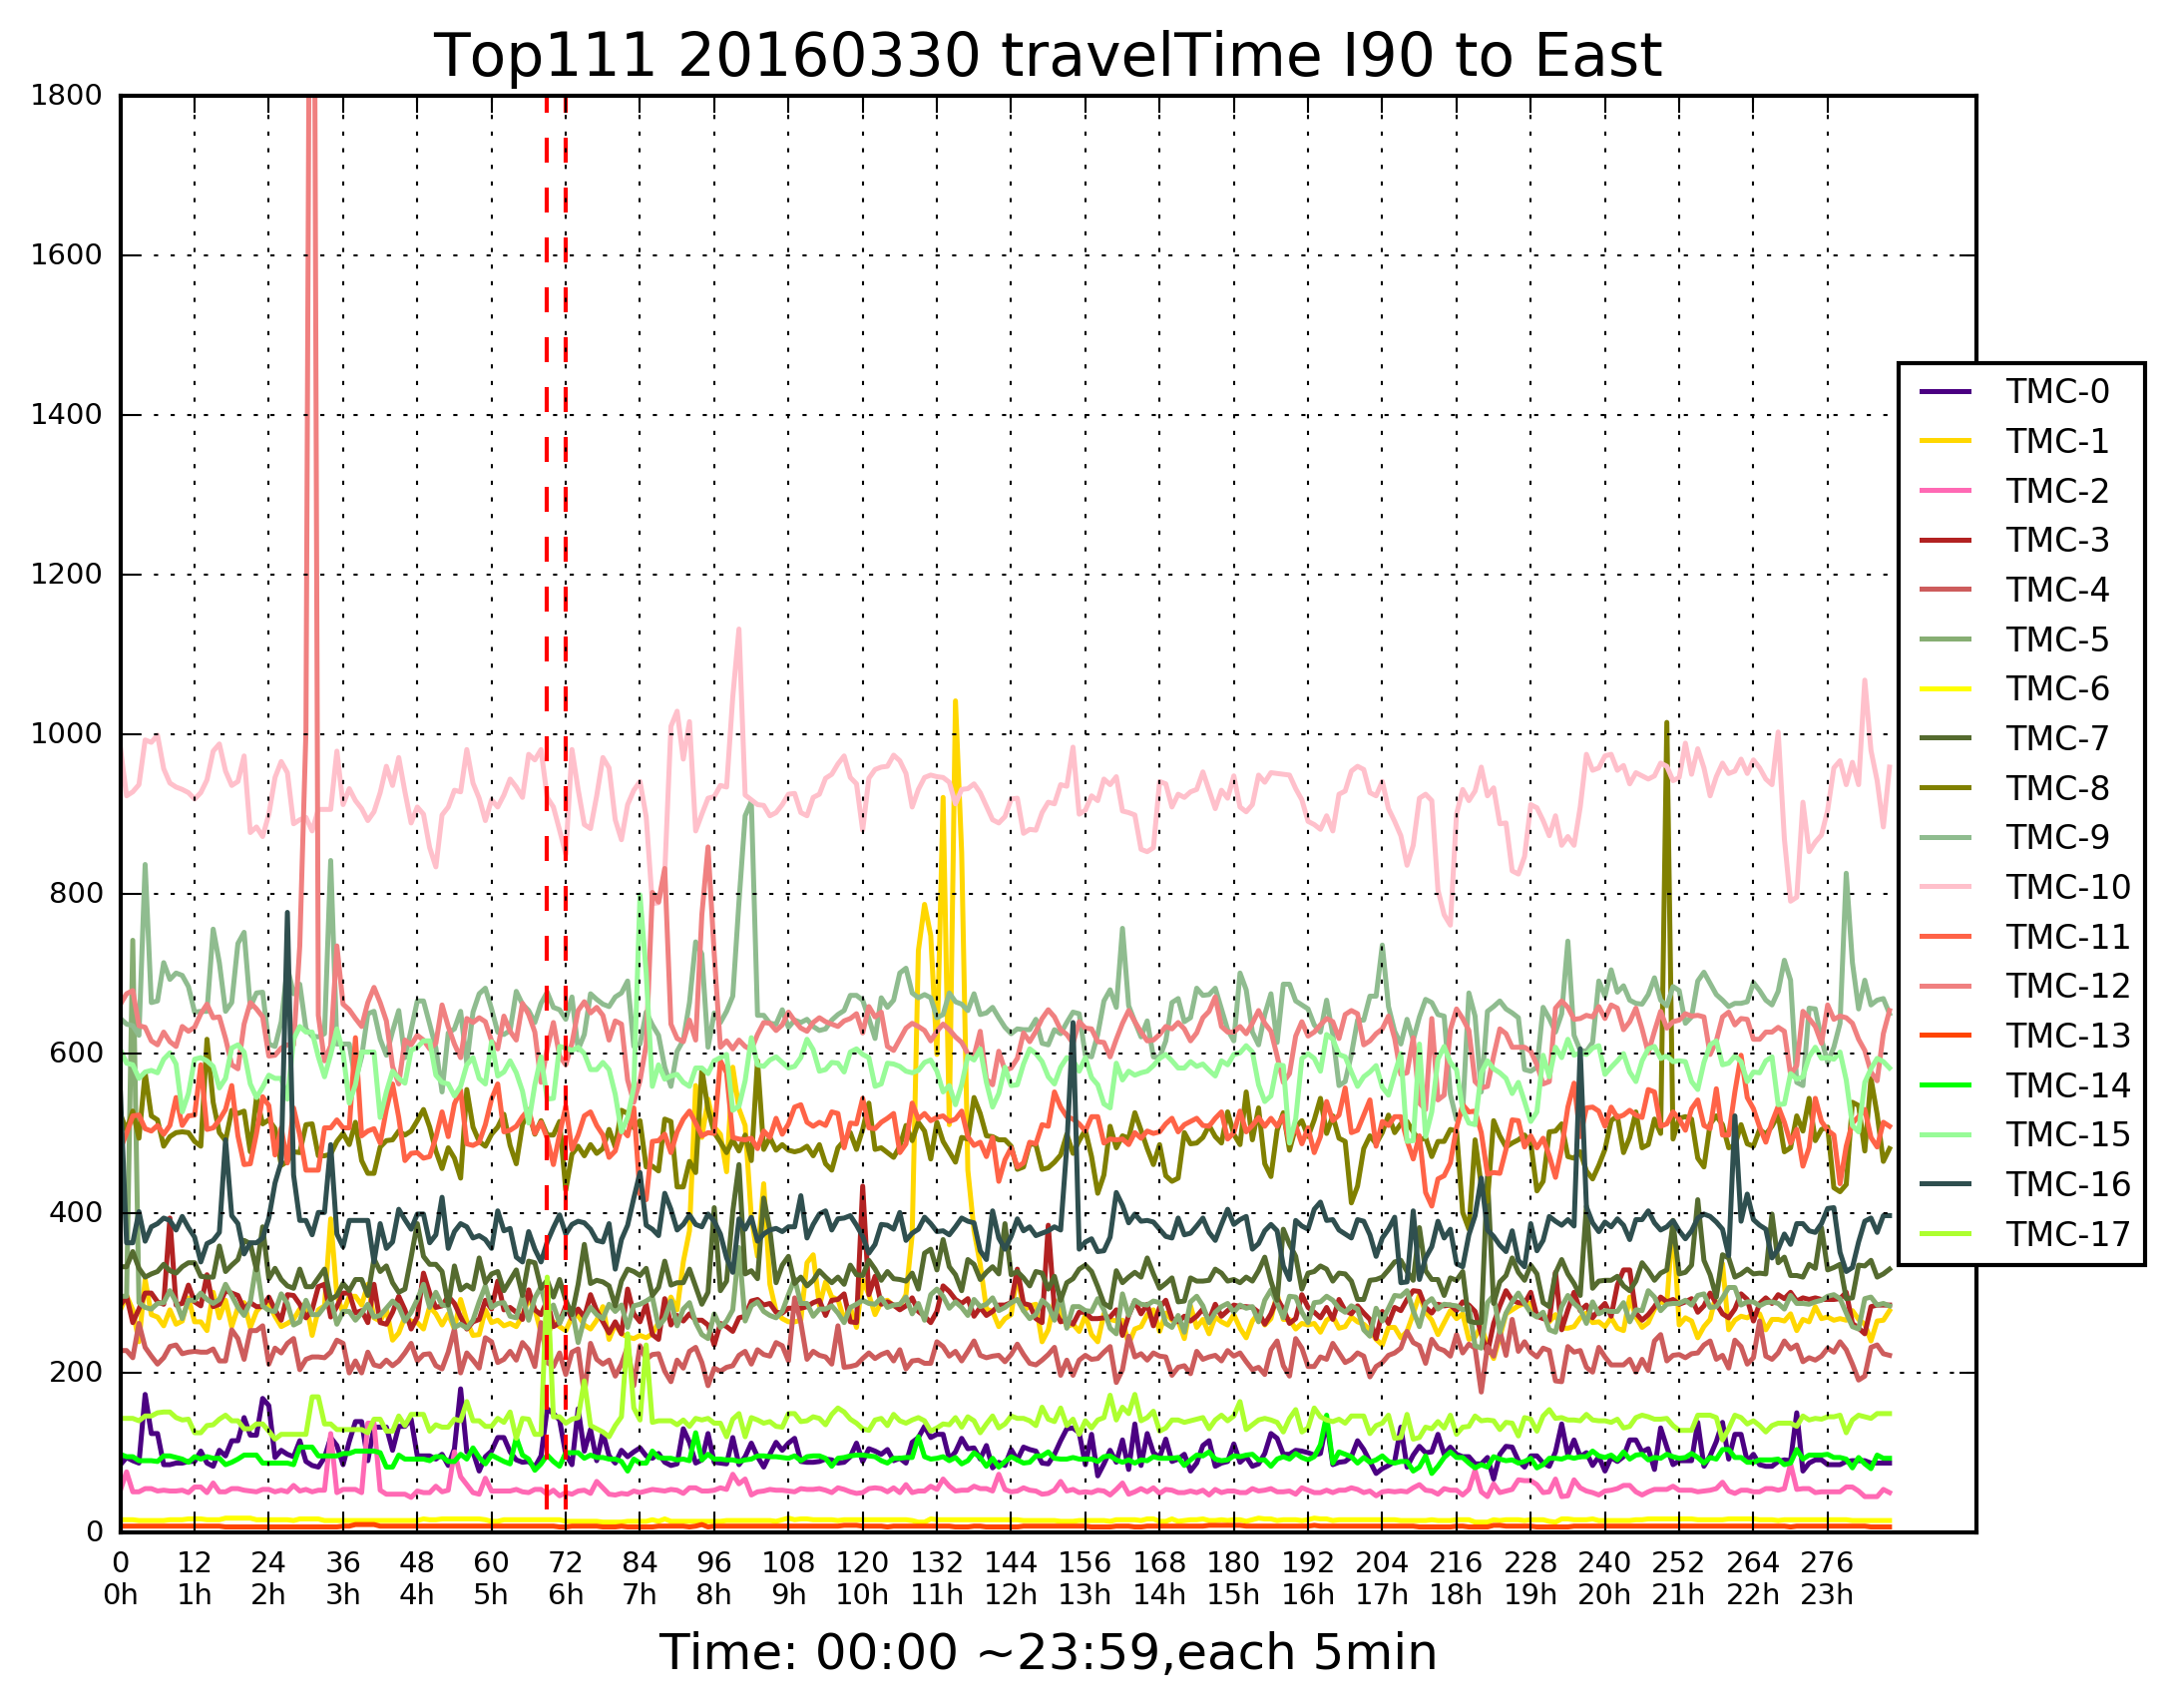 Top111 20160330 travelTime I90 to East
1800
1600
1400
1200
1000
800
600
400
200
0
TMC-0
TMC-1
TMC-2
TMC-3
TMC-4
TMC-5
TMC-6
TMC-7
TMC-8
TMC-9
TMC-10
TMC-11
TMC-12
TMC-13
TMC-14
TMC-15
TMC-16
TMC-17
0 12 24 36 48 60 72 84 96 108 120 132 144 156 168 180 192 204 216 228 240 252 264 276
0h 1h 2h 3h 4h 5h 6h 7h 8h 9h 10h 11h 12h 13h 14h 15h 16h 17h 18h 19h 20h 21h 22h 23h
Time: 00:00 ~23:59,each 5min